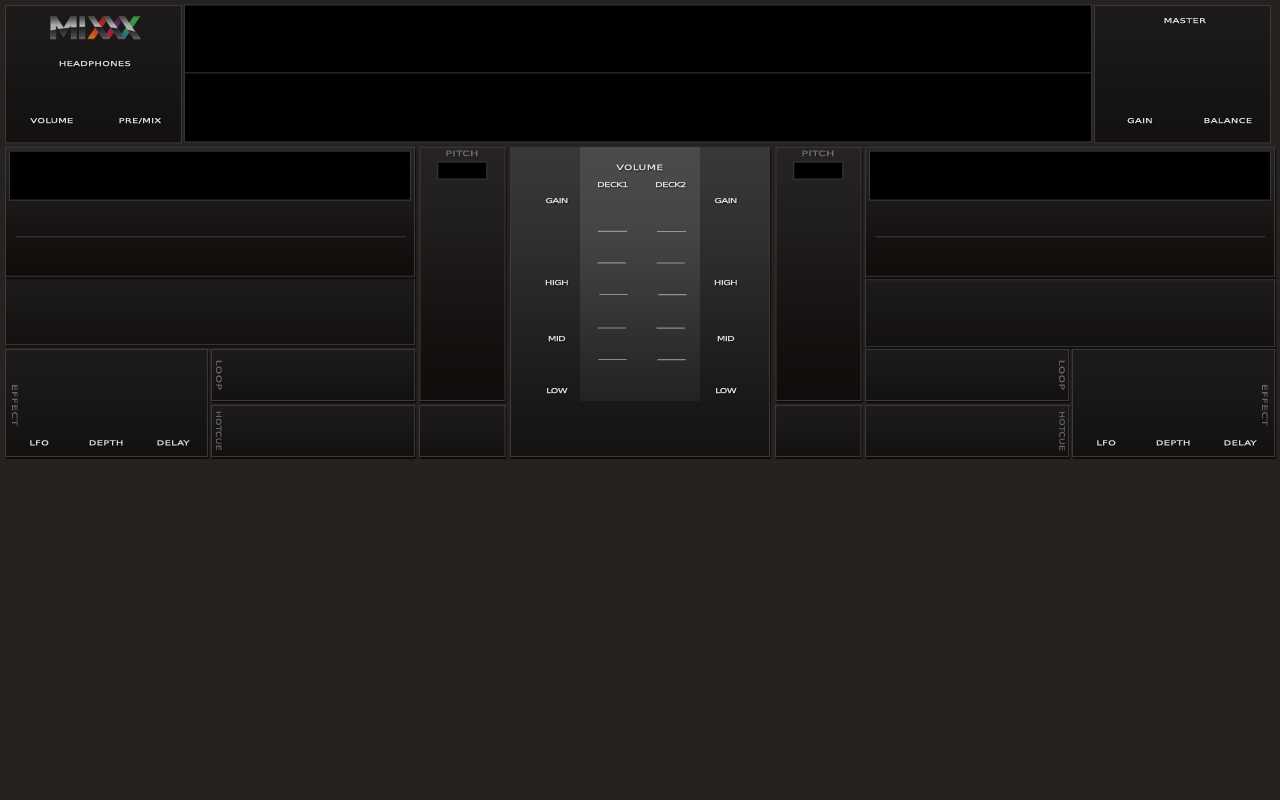 MIXXX
HEADPHONES
VOLUME PRE/MIX
MASTER
GAIN BALANCE
PITCH
VOLUME
DECK1 DECK2
GAIN GAIN
HIGH HIGH
MID MID
LOW LOW
PITCH
EFFECT
LFO DEPTH DELAY
LOOP
HOTCUE
LOOP
HOTCUE
EFFECT
LFO DEPTH DELAY